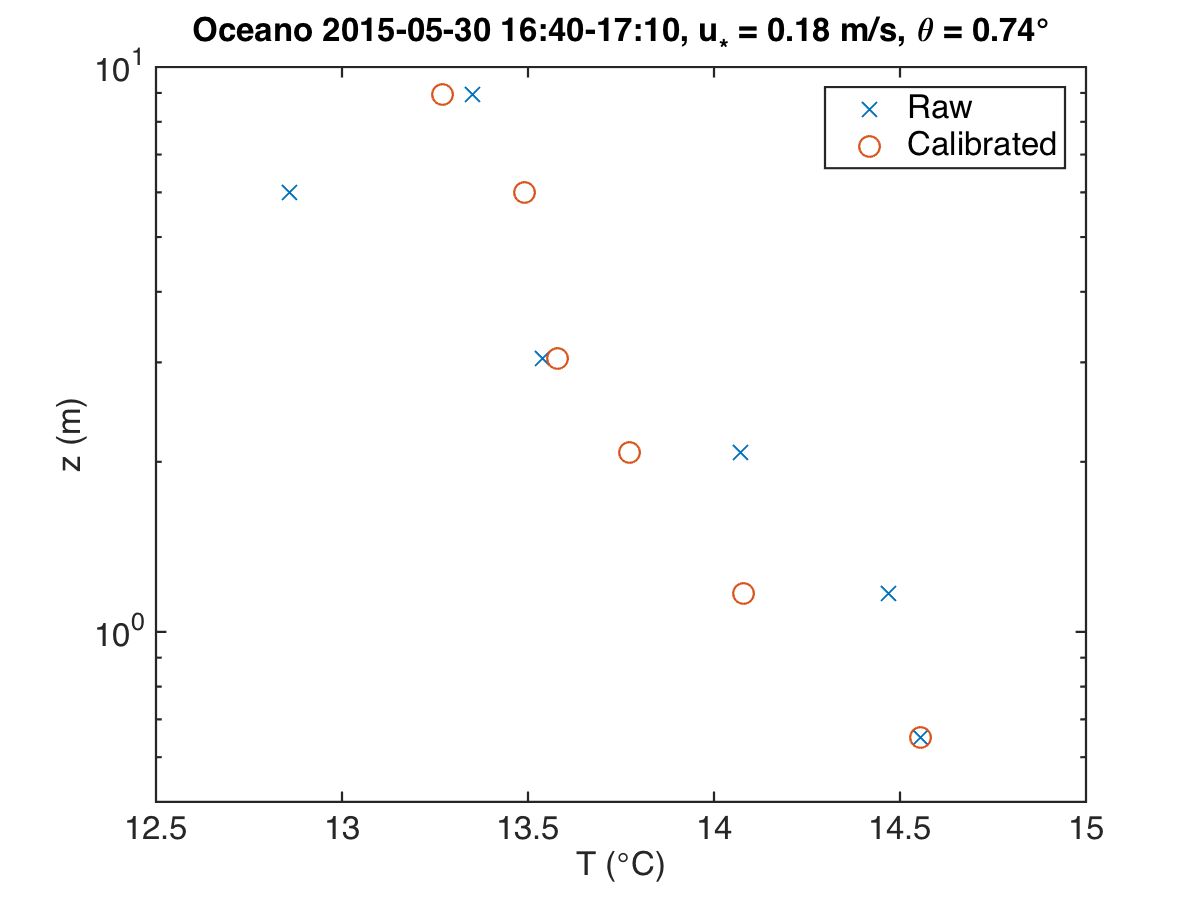 Oceano 2015-05-30 16:40-17:10, u* = 0.18 m/s, θ = 0.74°
10^1
Raw
Calibrated
z (m)
10^0
12.5 13 13.5 14 14.5 15
T (°C)